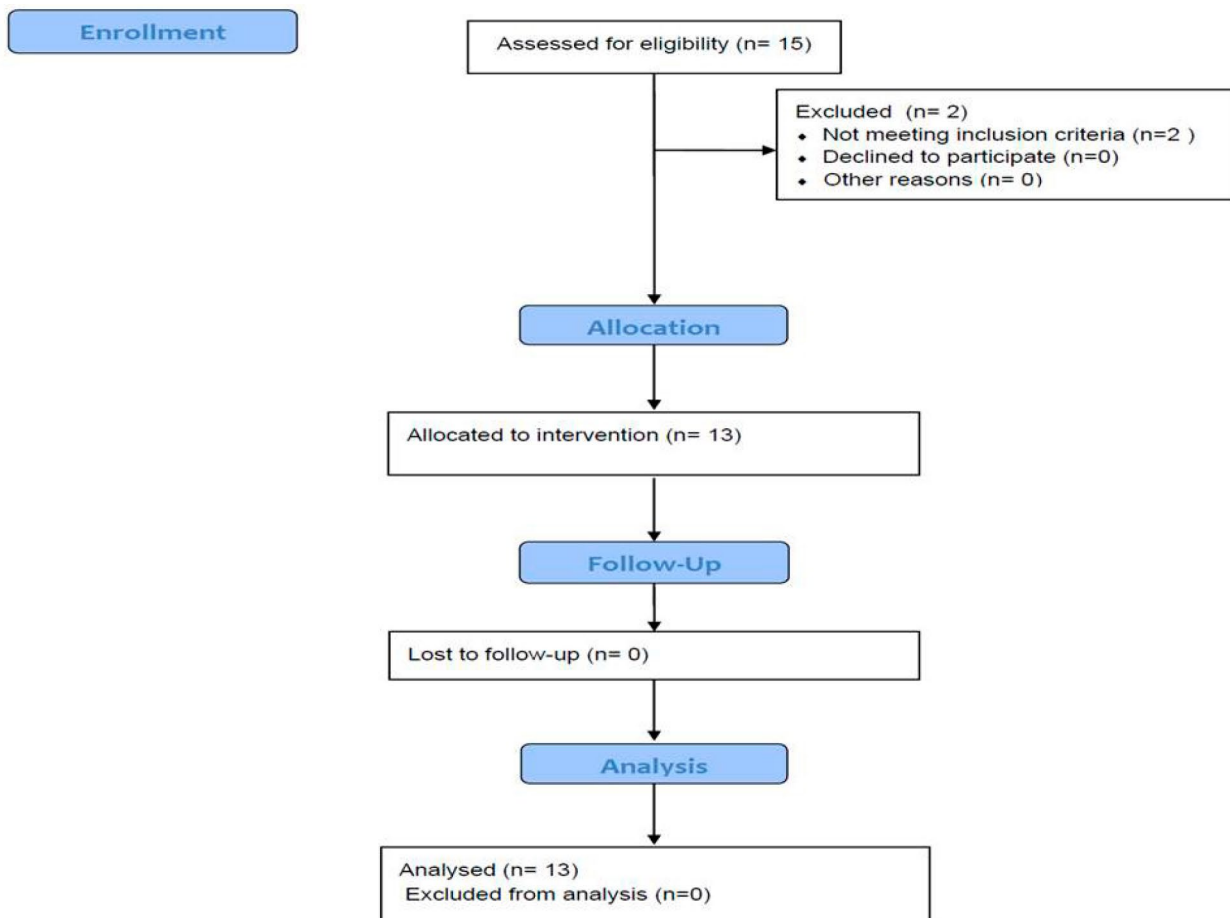 Enrollment
Assessed for eligibility (n= 15)
Excluded (n= 2)
⬥ Not meeting inclusion criteria (n=2 )
⬥ Declined to participate (n=0)
⬥ Other reasons (n= 0)
Allocation
Allocated to intervention (n= 13)
Follow-Up
Lost to follow-up (n= 0)
Analysis
Analysed (n= 13)
Excluded from analysis (n=0)